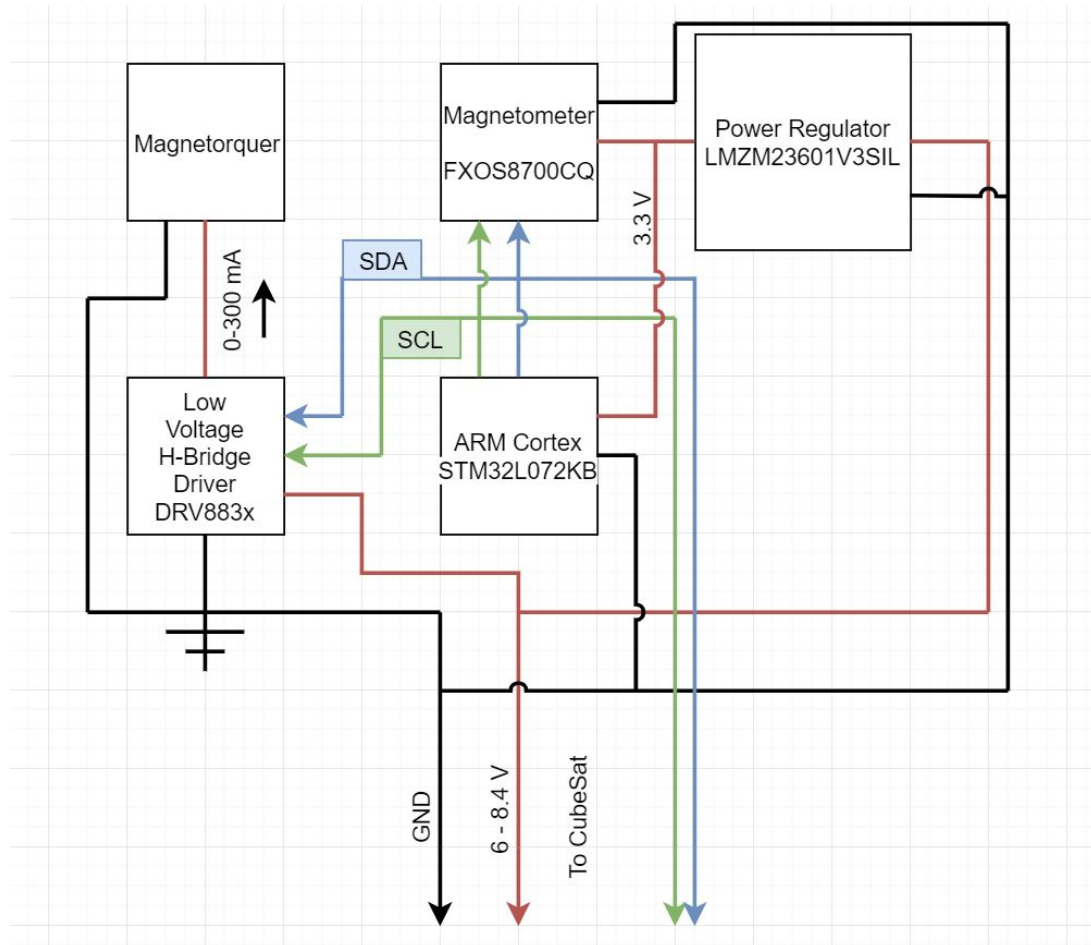 Magnetorquer
Magnetometer
FXOS8700CQ
Power Regulator
LMZM23601V3SIL
3.3 V
SDA
0-300 mA
SCL
Low
Voltage
H-Bridge
Driver
DRV883x
ARM Cortex
STM32L072KB
GND
6 - 8.4 V
To CubeSat